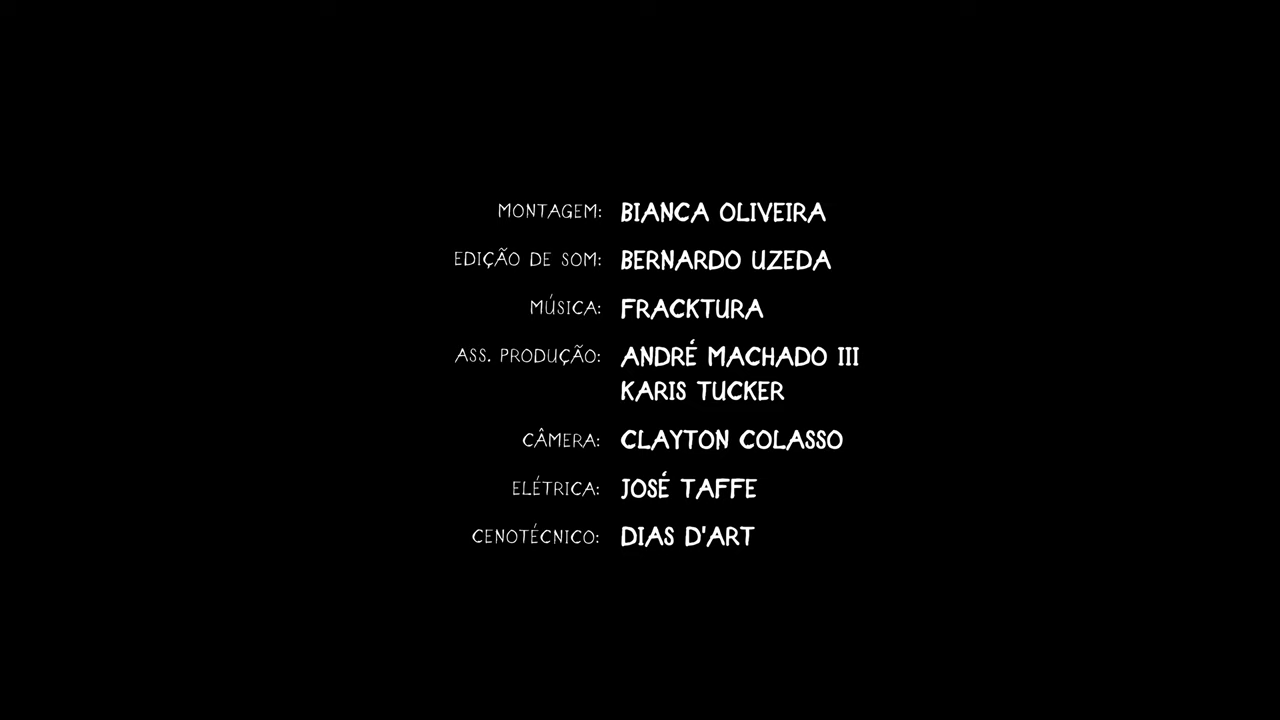 MONTAGEM: BIANCA OLIVEIRA
EDIÇÃO DE SOM: BERNARDO UZEDA
MÚSICA: FRACKTURA
ASS. PRODUÇÃO: ANDRÉ MACHADO III
KARIS TUCKER
CÂMERA: CLAYTON COLASSO
ELÉTRICA: JOSÉ TAFFE
CENOTÉCNICO: DIAS D'ART